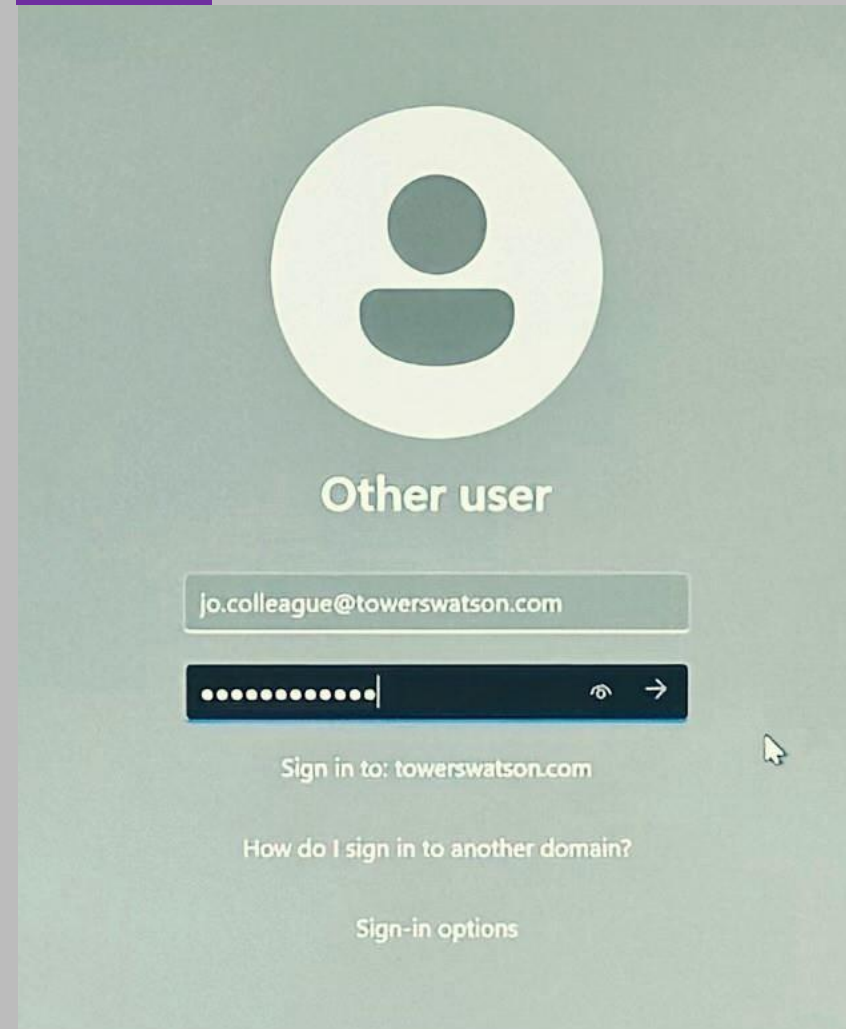 Other user
jo.colleague@towerswatson.com
••••••••••••
Sign in to: towerswatson.com
How do I sign in to another domain?
Sign-in options